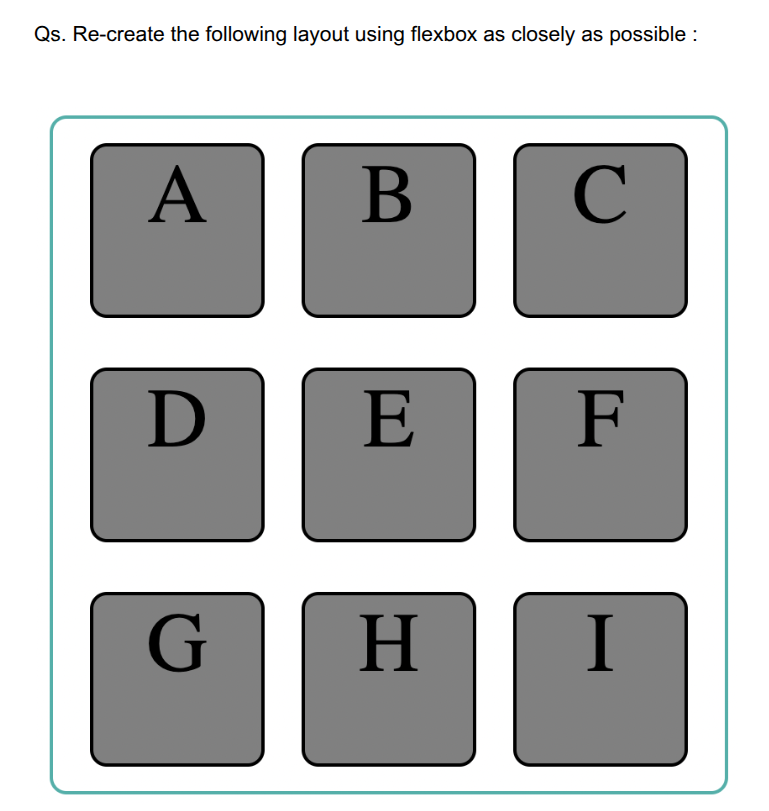 Qs. Re-create the following layout using flexbox as closely as possible :
A B C
D E F
G H I